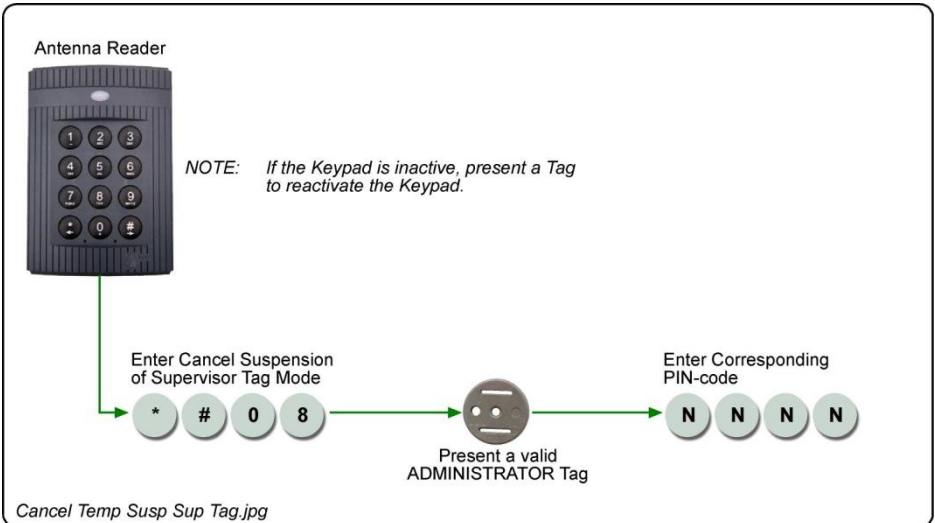 Antenna Reader
1 2 3
4 5 6
7 8 9
* 0 #
NOTE: If the Keypad is inactive, present a Tag
to reactivate the Keypad.
Enter Cancel Suspension
of Supervisor Tag Mode
* # 0 8
Present a valid
ADMINISTRATOR Tag
Enter Corresponding
PIN-code
N N N N
Cancel Temp Susp Sup Tag.jpg